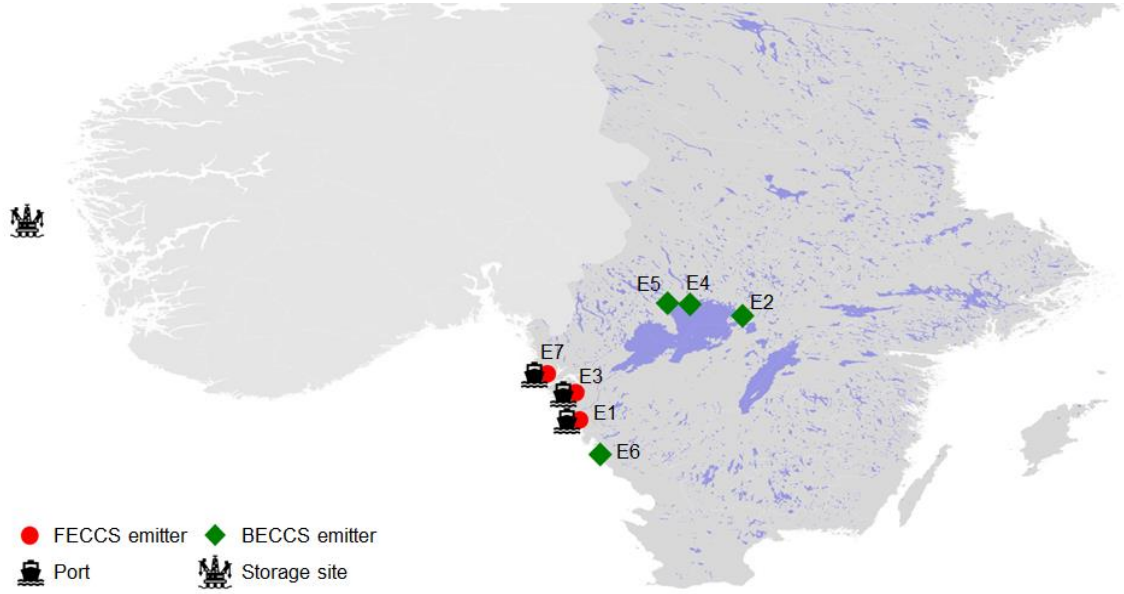 E5
E4
E2
E7
E3
E1
E6
FECCS emitter
BECCS emitter
Port
Storage site